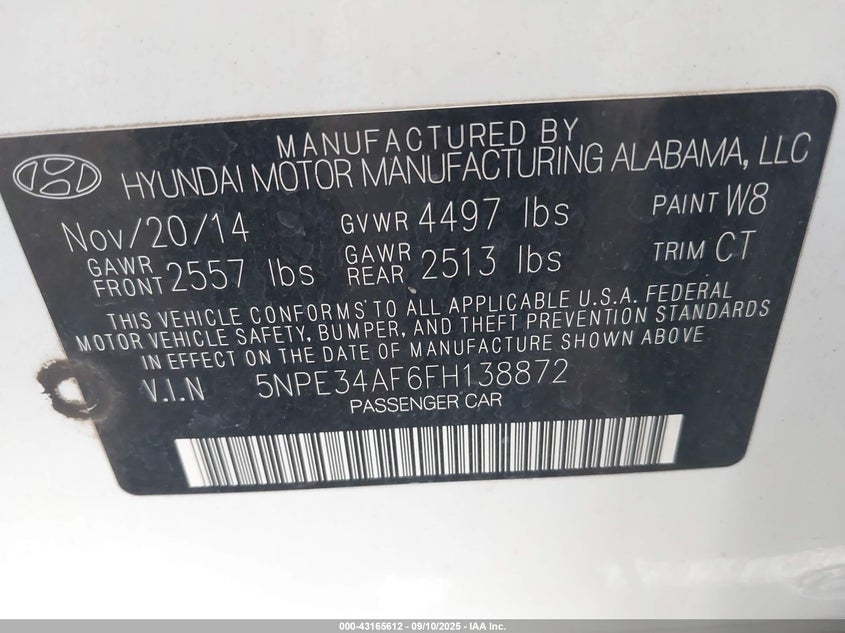 MANUFACTURED BY
HYUNDAI MOTOR MANUFACTURING ALABAMA, LLC
Nov/20/14 GVWR 4497 lbs PAINT W8
GAWR FRONT 2557 lbs GAWR REAR 2513 lbs TRIM CT
THIS VEHICLE CONFORMS TO ALL APPLICABLE U.S.A. FEDERAL
MOTOR VEHICLE SAFETY, BUMPER, AND THEFT PREVENTION STANDARDS
IN EFFECT ON THE DATE OF MANUFACTURE SHOWN ABOVE
V.I.N 5NPE34AF6FH138872
PASSENGER CAR
000-43165612 - 09/10/2025 - IAA Inc.